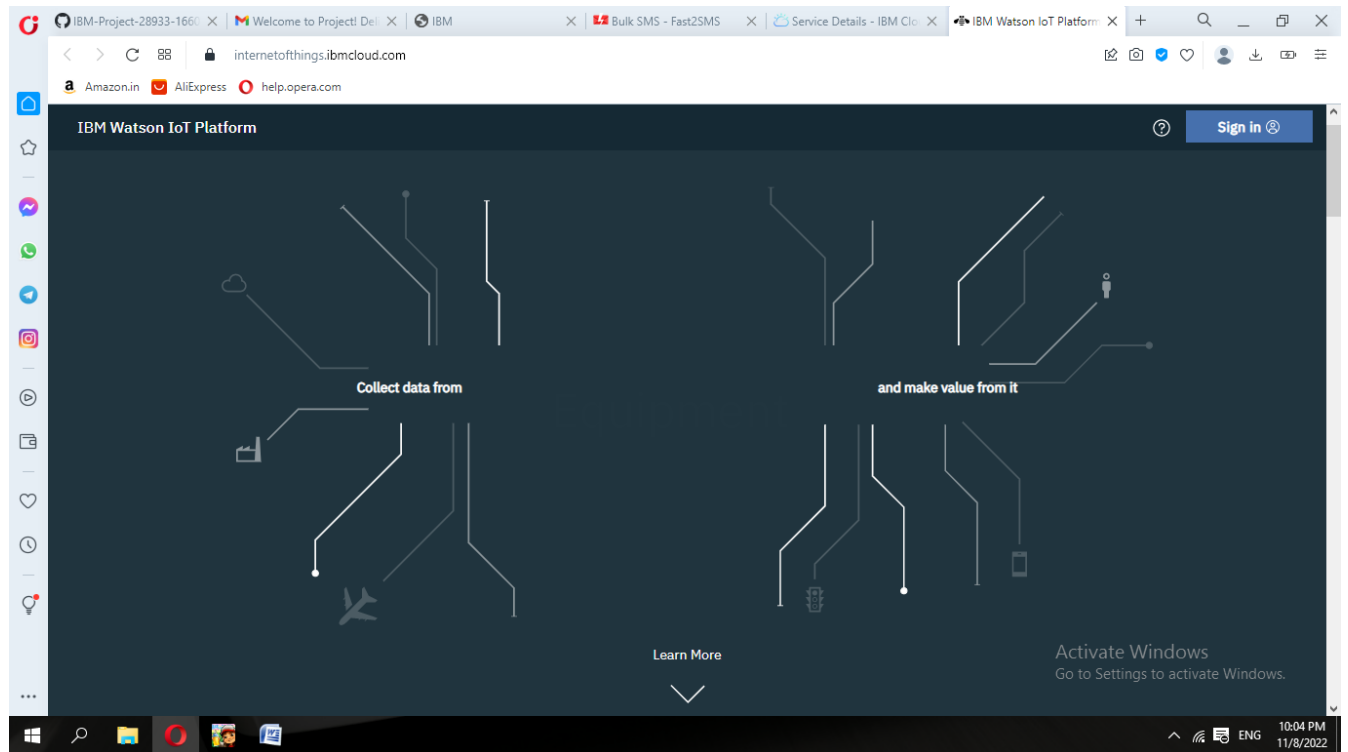 IBM-Project-28933-1660
Welcome to Project! Deli
IBM
Bulk SMS - Fast2SMS
Service Details - IBM Clo
IBM Watson IoT Platform
internetofthings.ibmcloud.com
Amazon.in AliExpress help.opera.com
IBM Watson IoT Platform
Sign in
Collect data from
and make value from it
Learn More
Activate Windows
Go to Settings to activate Windows.
ENG
10:04 PM
11/8/2022